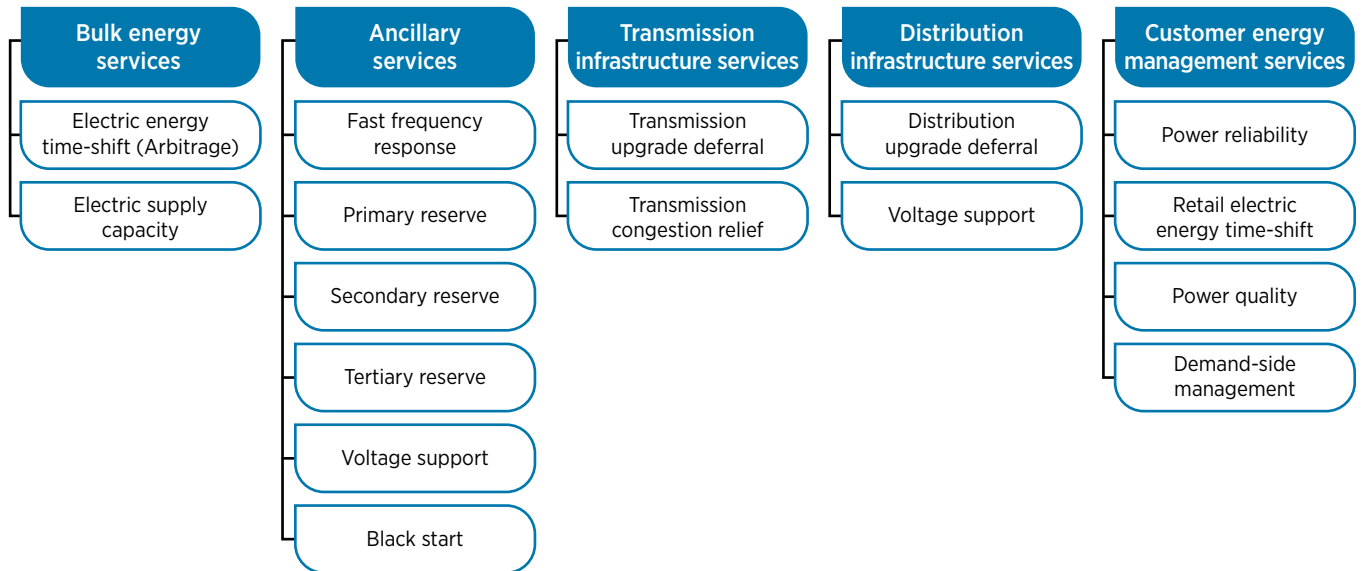 Bulk energy
services
Electric energy
time-shift (Arbitrage)
Electric supply
capacity
Ancillary
services
Fast frequency
response
Primary reserve
Secondary reserve
Tertiary reserve
Voltage support
Black start
Transmission
infrastructure services
Transmission
upgrade deferral
Transmission
congestion relief
Distribution
infrastructure services
Distribution
upgrade deferral
Voltage support
Customer energy
management services
Power reliability
Retail electric
energy time-shift
Power quality
Demand-side
management